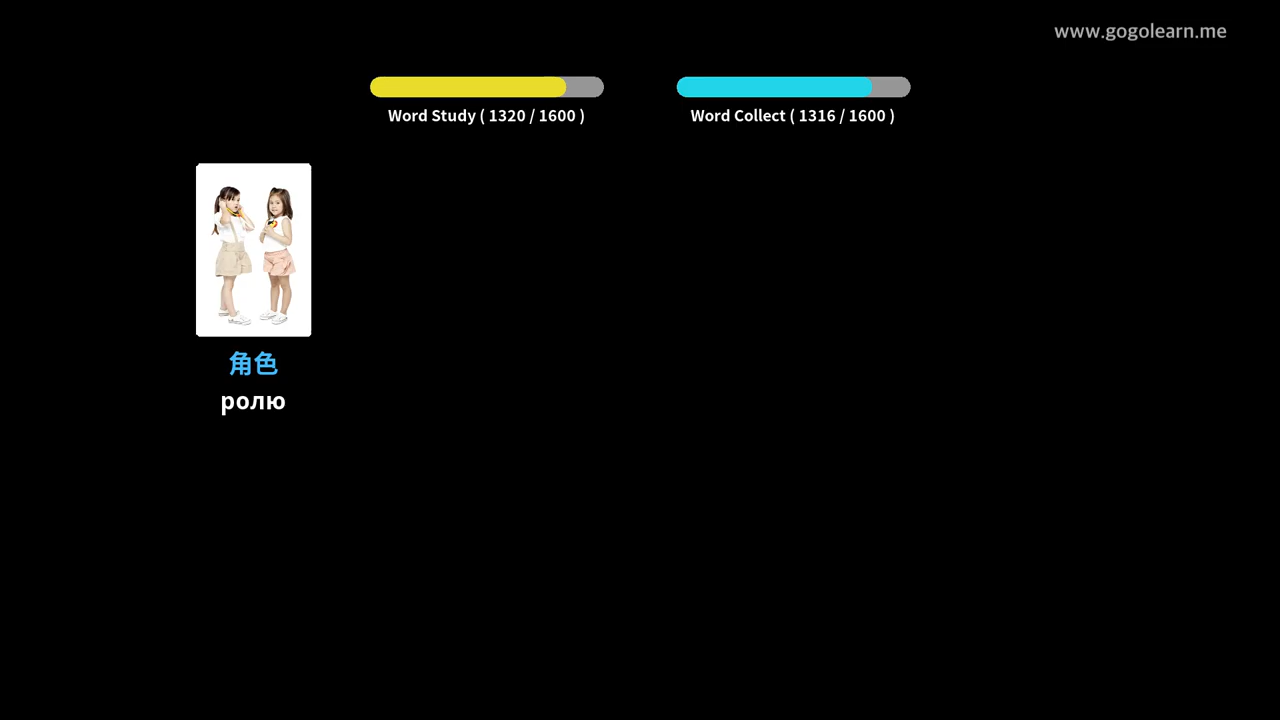 www.gogolearn.me
Word Study ( 1320 / 1600 )
Word Collect ( 1316 / 1600 )
角色
ролю